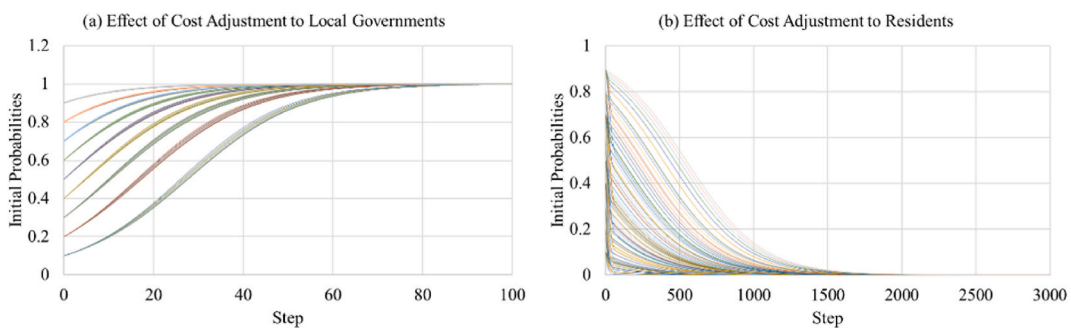 (a) Effect of Cost Adjustment to Local Governments
1.2
1
0.8
0.6
0.4
0.2
0
Initial Probabilities
0 20 40 60 80 100
Step
(b) Effect of Cost Adjustment to Residents
1
0.8
0.6
0.4
0.2
0
Initial Probabilities
0 500 1000 1500 2000 2500 3000
Step